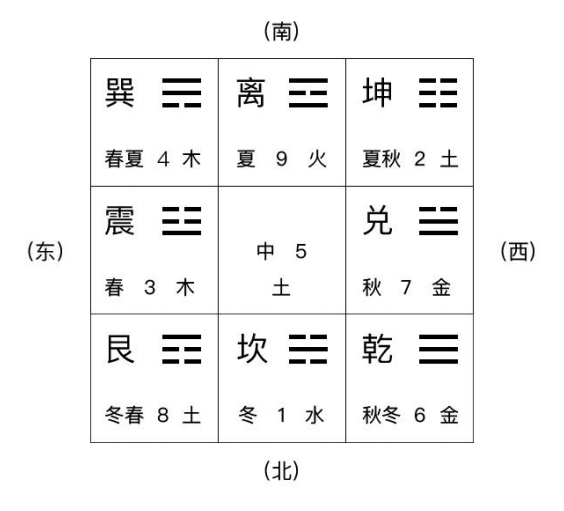 (南)
巽 ☴ 离 ☲ 坤 ☷
春夏 4 木 夏 9 火 夏秋 2 土
震 ☳ 兑 ☱
(东) 中 5 (西)
春 3 木 土 秋 7 金
艮 ☶ 坎 ☵ 乾 ☰
冬春 8 土 冬 1 水 秋冬 6 金
(北)